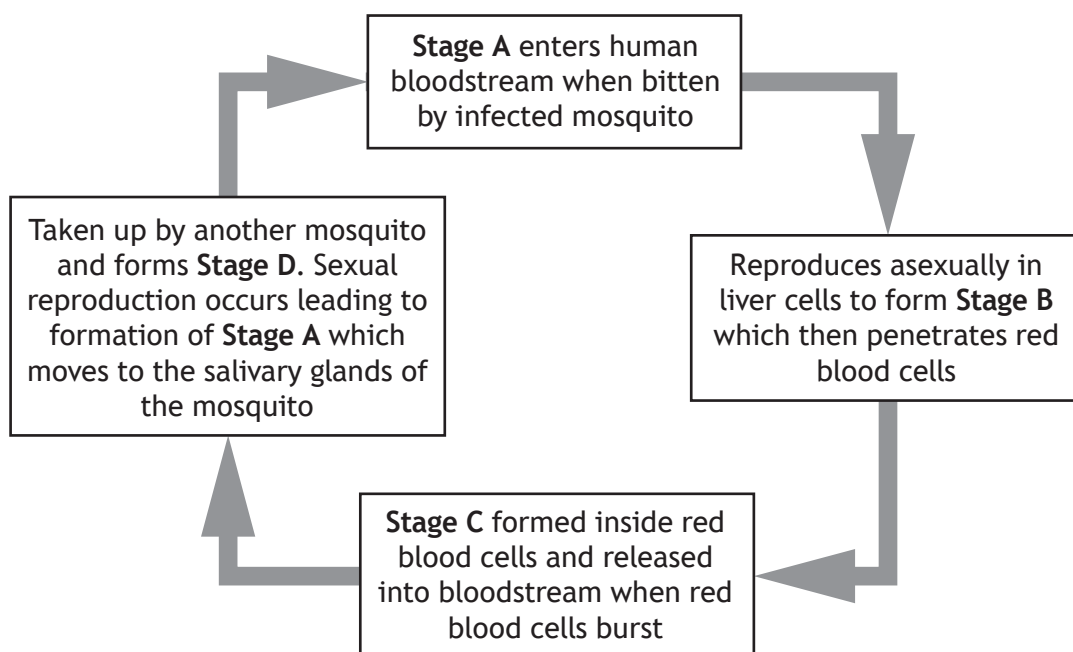 Stage A enters human
bloodstream when bitten
by infected mosquito
Reproduces asexually in
liver cells to form Stage B
which then penetrates red
blood cells
Stage C formed inside red
blood cells and released
into bloodstream when red
blood cells burst
Taken up by another mosquito
and forms Stage D. Sexual
reproduction occurs leading to
formation of Stage A which
moves to the salivary glands of
the mosquito